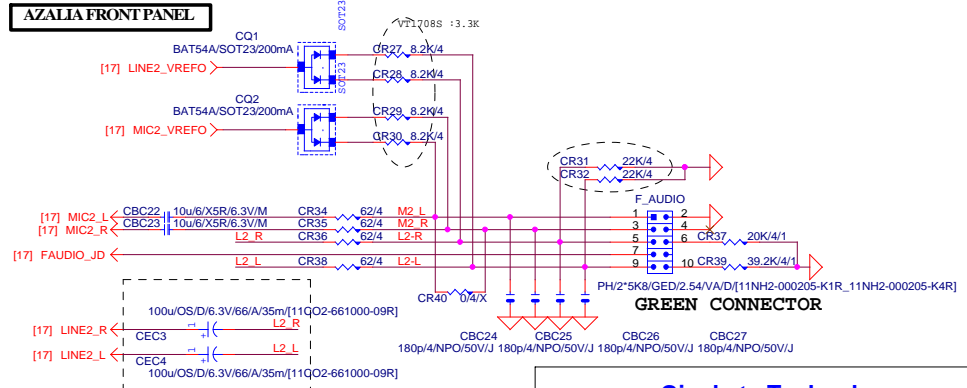 AZALIA FRONT PANEL
SOT23
VT1708S :3.3K
CQ1
BAT54A/SOT23/200mA
CR27 8.2K/4
[17] LINE2_VREFO
CR28 8.2K/4
SOT23
CQ2
BAT54A/SOT23/200mA
CR29 8.2K/4
[17] MIC2_VREFO
CR30 8.2K/4
CR31 22K/4
CR32 22K/4
F_AUDIO
[17] MIC2_L CBC22 10u/6/X5R/6.3V/M CR34 62/4 M2_L 1 2
[17] MIC2_R CBC23 10u/6/X5R/6.3V/M CR35 62/4 M2_R 3 4
L2_R CR36 62/4 L2-R 5 6 CR37 20K/4/1
[17] FAUDIO_JD 7
L2_L CR38 62/4 L2-L 9 10 CR39 39.2K/4/1
PH/2*5K8/GED/2.54/VA/D/[11NH2-000205-K1R_11NH2-000205-K4R]
CR40 0/4/X
GREEN CONNECTOR
100u/OS/D/6.3V/66/A/35m/[11CO2-661000-09R]
[17] LINE2_R 1 + L2_R
CEC3
CBC24 CBC25 CBC26 CBC27
180p/4/NPO/50V/J 180p/4/NPO/50V/J 180p/4/NPO/50V/J 180p/4/NPO/50V/J
[17] LINE2_L 1 + L2_L
CEC4
100u/OS/D/6.3V/66/A/35m/[11CO2-661000-09R]